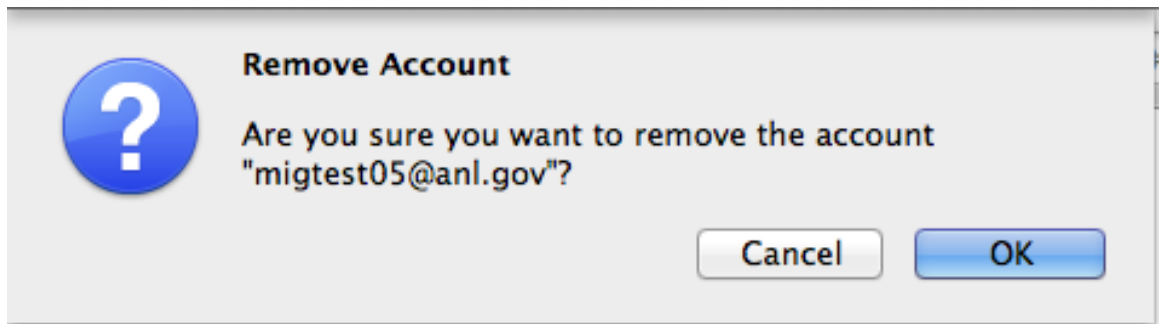 Remove Account
Are you sure you want to remove the account
"migtest05@anl.gov"?
Cancel
OK